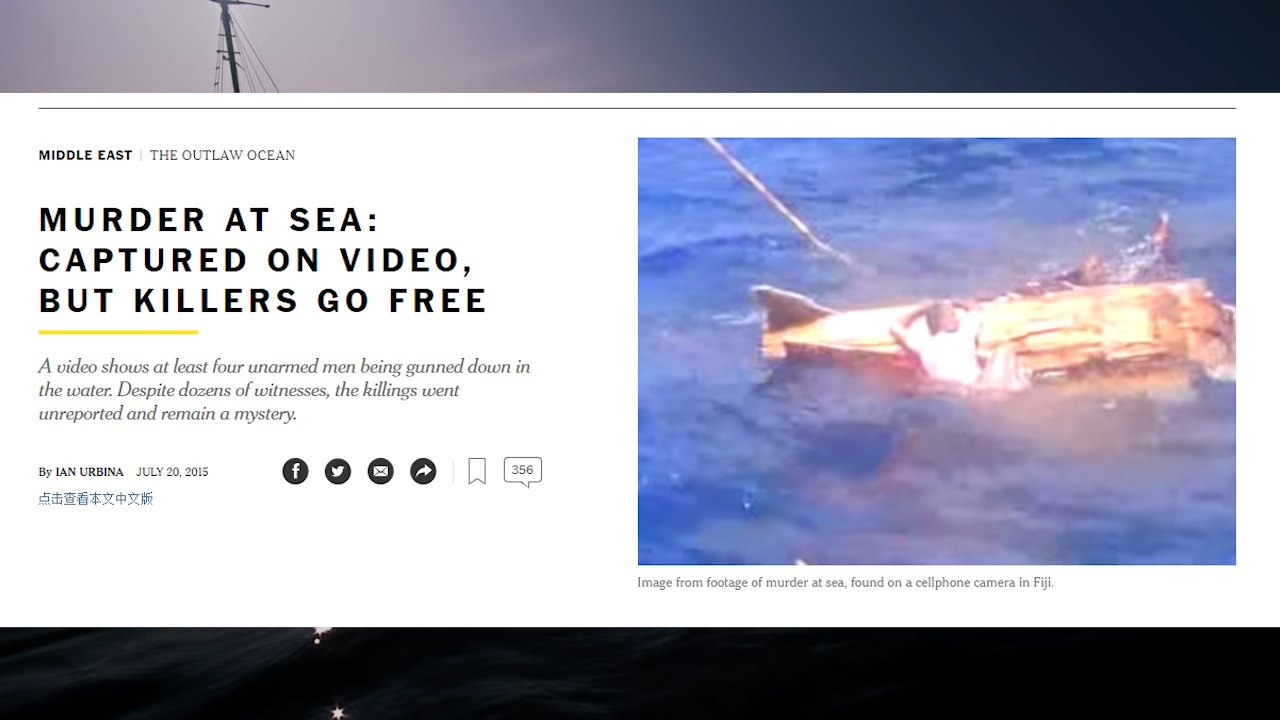 MIDDLE EAST | THE OUTLAW OCEAN
MURDER AT SEA:
CAPTURED ON VIDEO,
BUT KILLERS GO FREE
A video shows at least four unarmed men being gunned down in
the water. Despite dozens of witnesses, the killings went
unreported and remain a mystery.
By IAN URBINA JULY 20, 2015
356
点击查看本文中文版
Image from footage of murder at sea, found on a cellphone camera in Fiji.